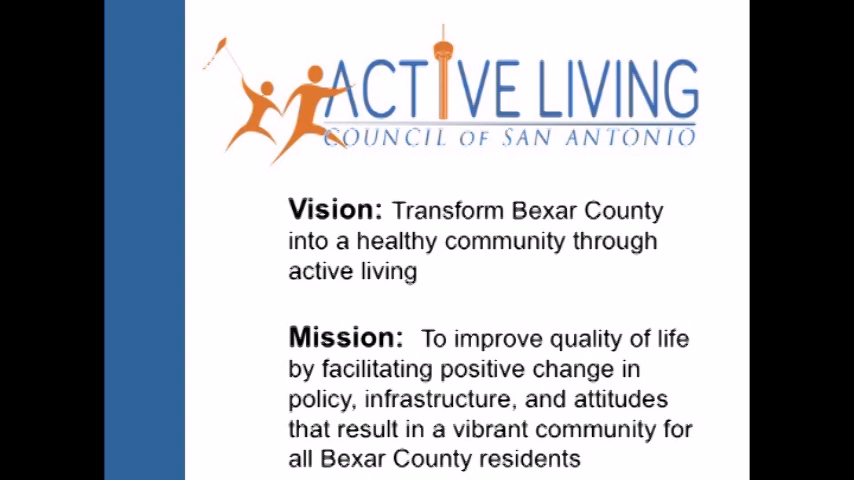 ACTIVE LIVING
COUNCIL OF SAN ANTONIO
Vision: Transform Bexar County
into a healthy community through
active living
Mission: To improve quality of life
by facilitating positive change in
policy, infrastructure, and attitudes
that result in a vibrant community for
all Bexar County residents